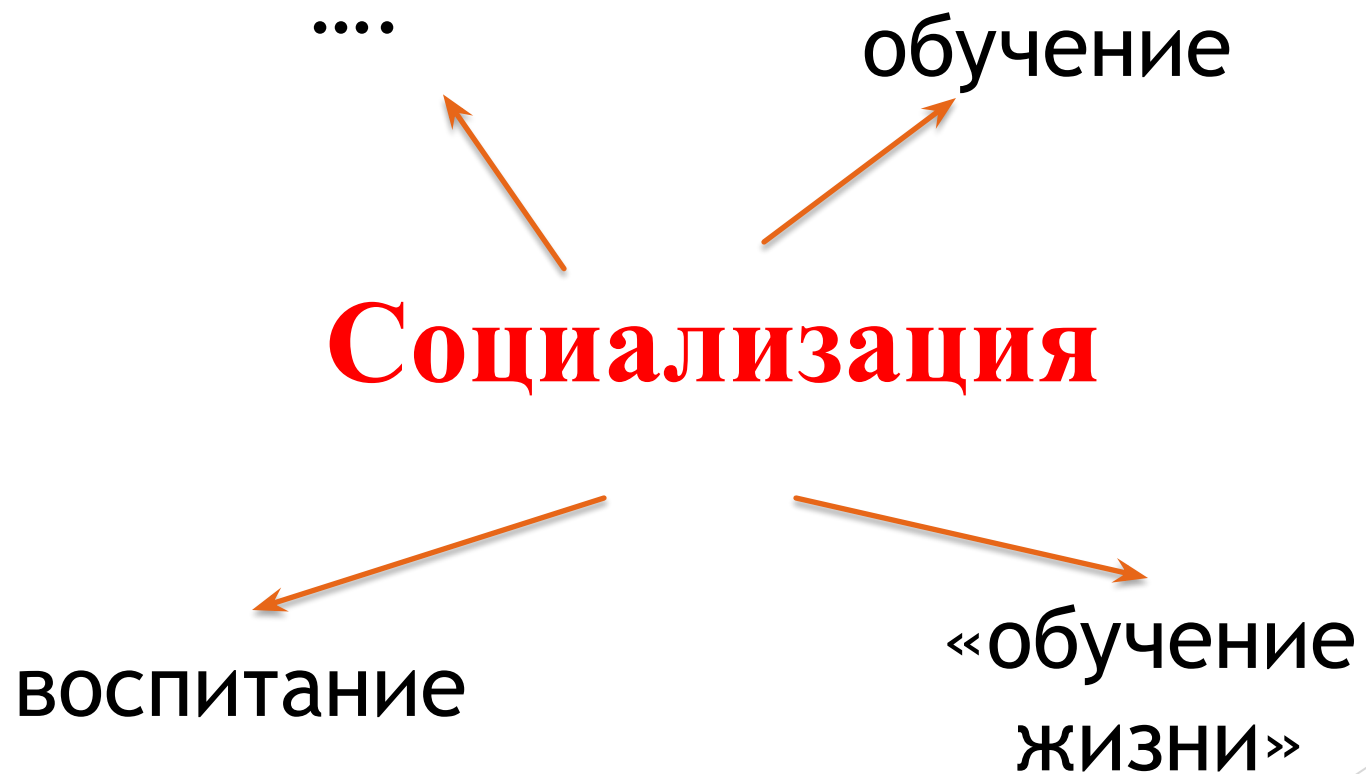 ....
обучение
Социализация
воспитание
«обучение
жизни»